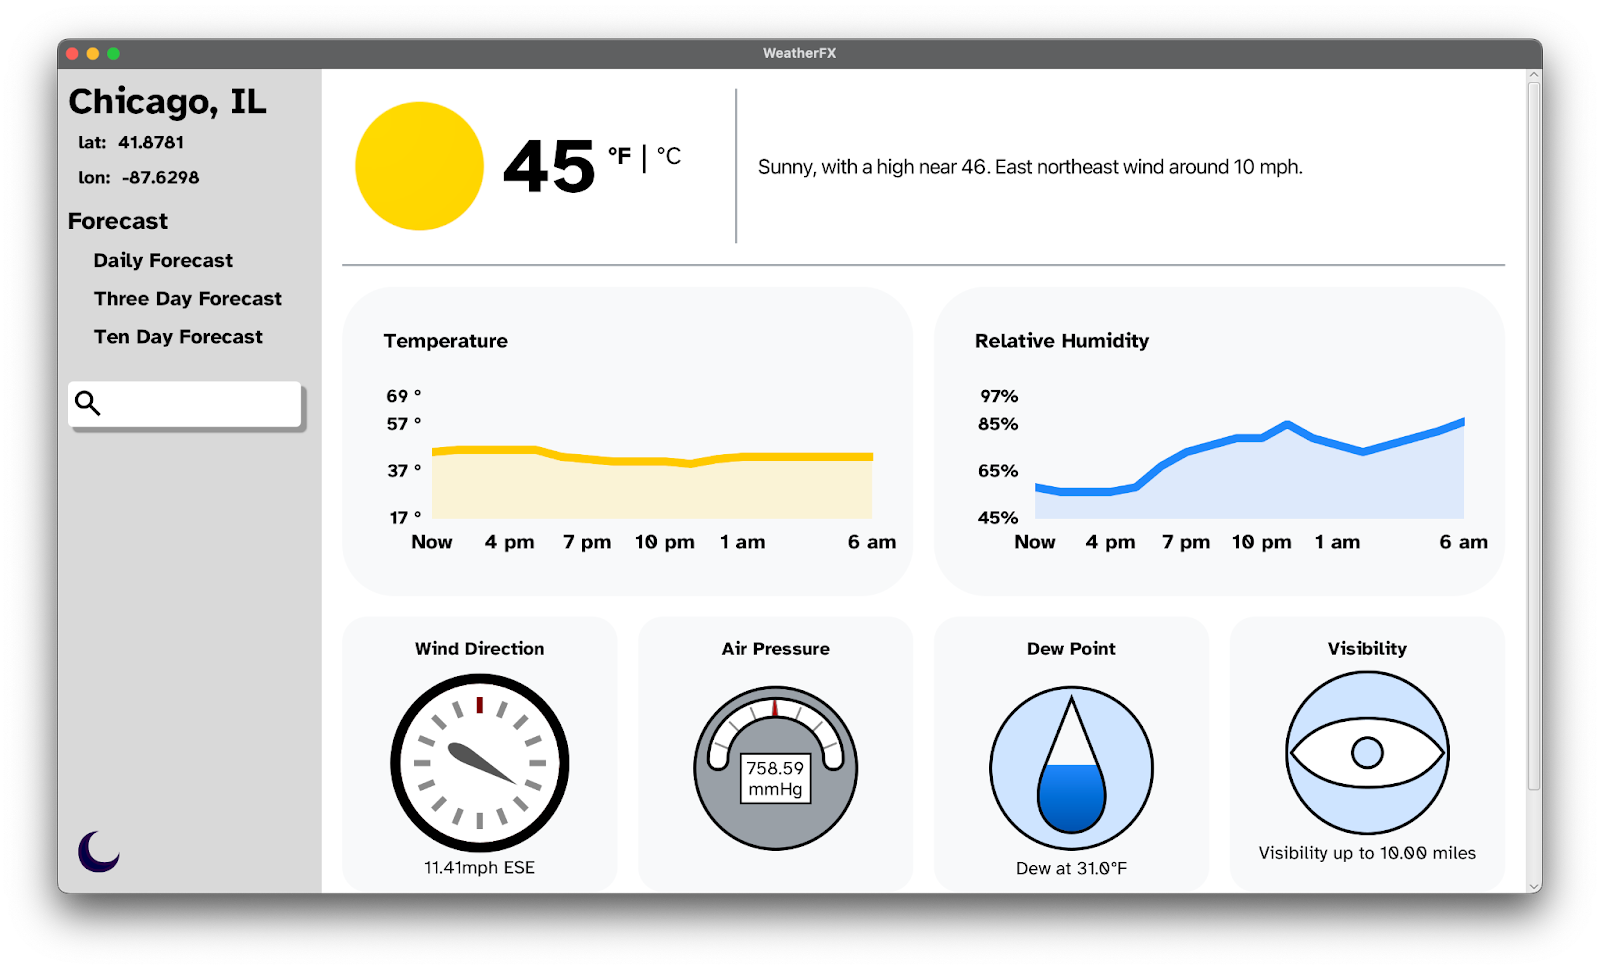 WeatherFX
Chicago, IL
lat: 41.8781
lon: -87.6298
Forecast
Daily Forecast
Three Day Forecast
Ten Day Forecast
45 °F | °C
Sunny, with a high near 46. East northeast wind around 10 mph.
Temperature
69 °
57 °
37 °
17 °
Now 4 pm 7 pm 10 pm 1 am 6 am
Relative Humidity
97%
85%
65%
45%
Now 4 pm 7 pm 10 pm 1 am 6 am
Wind Direction
11.41mph ESE
Air Pressure
758.59
mmHg
Dew Point
Dew at 31.0°F
Visibility
Visibility up to 10.00 miles